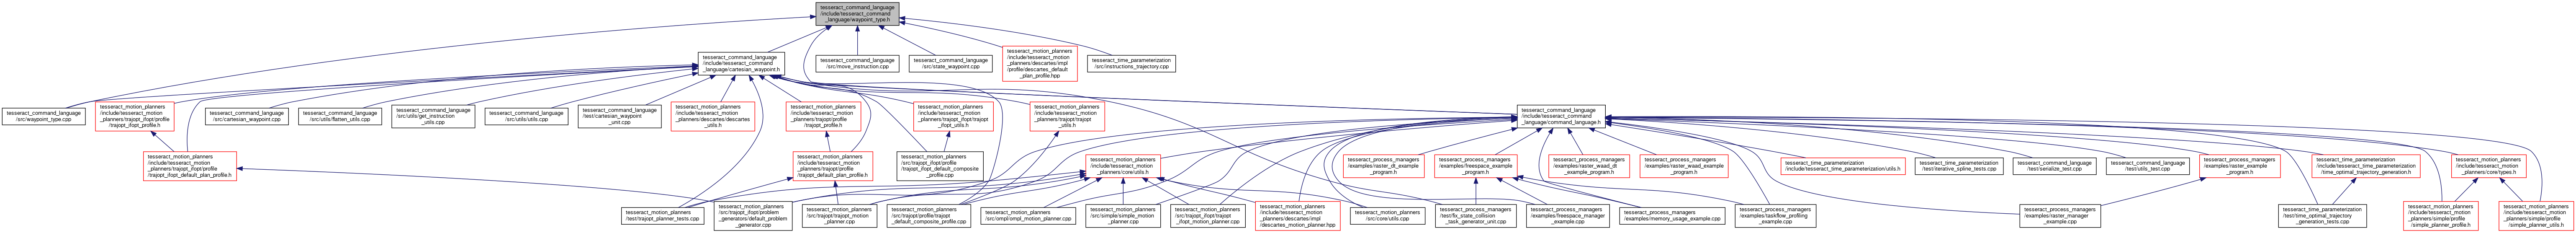 tesseract_command_language
/include/tesseract_command
_language/waypoint_type.h
tesseract_command_language
/include/tesseract_command
_language/cartesian_waypoint.h
tesseract_command_language
/src/move_instruction.cpp
tesseract_command_language
/src/state_waypoint.cpp
tesseract_motion_planners
/include/tesseract_motion
_planners/descartes/impl
/profile/descartes_default
_plan_profile.hpp
tesseract_time_parameterization
/src/instructions_trajectory.cpp
tesseract_command_language
/src/waypoint_type.cpp
tesseract_motion_planners
/include/tesseract_motion
_planners/trajopt_ifopt/profile
/trajopt_ifopt_profile.h
tesseract_command_language
/src/cartesian_waypoint.cpp
tesseract_command_language
/src/utils/flatten_utils.cpp
tesseract_command_language
/src/utils/get_instruction
_utils.cpp
tesseract_command_language
/src/utils/utils.cpp
tesseract_command_language
/test/cartesian_waypoint
_unit.cpp
tesseract_motion_planners
/include/tesseract_motion
_planners/descartes/descartes
_utils.h
tesseract_motion_planners
/include/tesseract_motion
_planners/trajopt/profile
/trajopt_profile.h
tesseract_motion_planners
/include/tesseract_motion
_planners/trajopt_ifopt/trajopt
_ifopt_utils.h
tesseract_motion_planners
/include/tesseract_motion
_planners/trajopt/trajopt
_utils.h
tesseract_command_language
/include/tesseract_command
_language/command_language.h
tesseract_motion_planners
/include/tesseract_motion
_planners/trajopt_ifopt/profile
/trajopt_ifopt_default_plan_profile.h
tesseract_motion_planners
/include/tesseract_motion
_planners/trajopt/profile
/trajopt_default_plan_profile.h
tesseract_motion_planners
/src/trajopt_ifopt/profile
/trajopt_ifopt_default_composite
_profile.cpp
tesseract_motion_planners
/include/tesseract_motion
_planners/core/utils.h
tesseract_process_managers
/examples/raster_dt_example
_program.h
tesseract_process_managers
/examples/freespace_example
_program.h
tesseract_process_managers
/examples/raster_waad_dt
_example_program.h
tesseract_process_managers
/examples/raster_waad_example
_program.h
tesseract_time_parameterization
/include/tesseract_time_parameterization/utils.h
tesseract_time_parameterization
/test/iterative_spline_tests.cpp
tesseract_command_language
/test/serialize_test.cpp
tesseract_command_language
/test/utils_test.cpp
tesseract_process_managers
/examples/raster_example
_program.h
tesseract_time_parameterization
/include/tesseract_time_parameterization
/time_optimal_trajectory_generation.h
tesseract_motion_planners
/include/tesseract_motion
_planners/core/types.h
tesseract_motion_planners
/test/trajopt_planner_tests.cpp
tesseract_motion_planners
/src/trajopt_ifopt/problem
_generators/default_problem
_generator.cpp
tesseract_motion_planners
/src/trajopt/trajopt_motion
_planner.cpp
tesseract_motion_planners
/src/trajopt/profile/trajopt
_default_composite_profile.cpp
tesseract_motion_planners
/src/ompl/ompl_motion_planner.cpp
tesseract_motion_planners
/src/simple/simple_motion
_planner.cpp
tesseract_motion_planners
/src/trajopt_ifopt/trajopt
_ifopt_motion_planner.cpp
tesseract_motion_planners
/include/tesseract_motion
_planners/descartes/impl
/descartes_motion_planner.hpp
tesseract_motion_planners
/src/core/utils.cpp
tesseract_process_managers
/test/fix_state_collision
_task_generator_unit.cpp
tesseract_process_managers
/examples/freespace_manager
_example.cpp
tesseract_process_managers
/examples/memory_usage_example.cpp
tesseract_process_managers
/examples/taskflow_profiling
_example.cpp
tesseract_process_managers
/examples/raster_manager
_example.cpp
tesseract_time_parameterization
/test/time_optimal_trajectory
_generation_tests.cpp
tesseract_motion_planners
/include/tesseract_motion
_planners/simple/profile
/simple_planner_profile.h
tesseract_motion_planners
/include/tesseract_motion
_planners/simple/profile
/simple_planner_utils.h